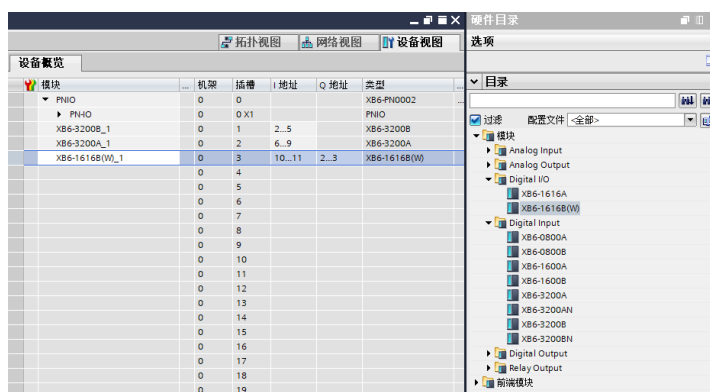 硬件目录
拓扑视图 网络视图 设备视图
选项
设备概览
目录
模块 ... 机架 插槽 I 地址 Q 地址 类型 ...
PNIO 0 0 XB6-PN0002 ...
PN-IO 0 0 X1 PNIO
XB6-3200B_1 0 1 2...5 XB6-3200B
XB6-3200A_1 0 2 6...9 XB6-3200A
XB6-1616B(W)_1 0 3 10...11 2...3 XB6-1616B(W)
0 4
0 5
0 6
0 7
0 8
0 9
0 10
0 11
0 12
0 13
0 14
0 15
0 16
0 17
0 18
0 19
过滤 配置文件 <全部>
模块
Analog Input
Analog Output
Digital I/O
XB6-1616A
XB6-1616B(W)
Digital Input
XB6-0800A
XB6-0800B
XB6-1600A
XB6-1600B
XB6-3200A
XB6-3200AN
XB6-3200B
XB6-3200BN
Digital Output
Relay Output
前端模块